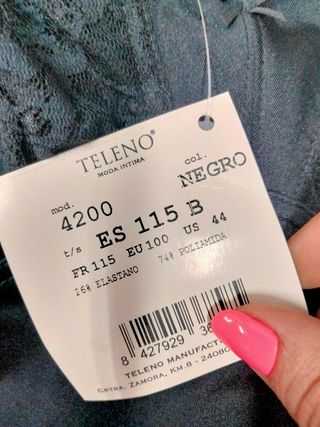 TELENO®
MODA INTIMA
mod. 4200
col. NEGRO
t/s ES 115 B
FR 115 EU 100 US 44
26% ELASTANO 74% POLIAMIDA
8 427929
TELENO MANUFACT
CRTRA. ZAMORA, KM.8 - 2408